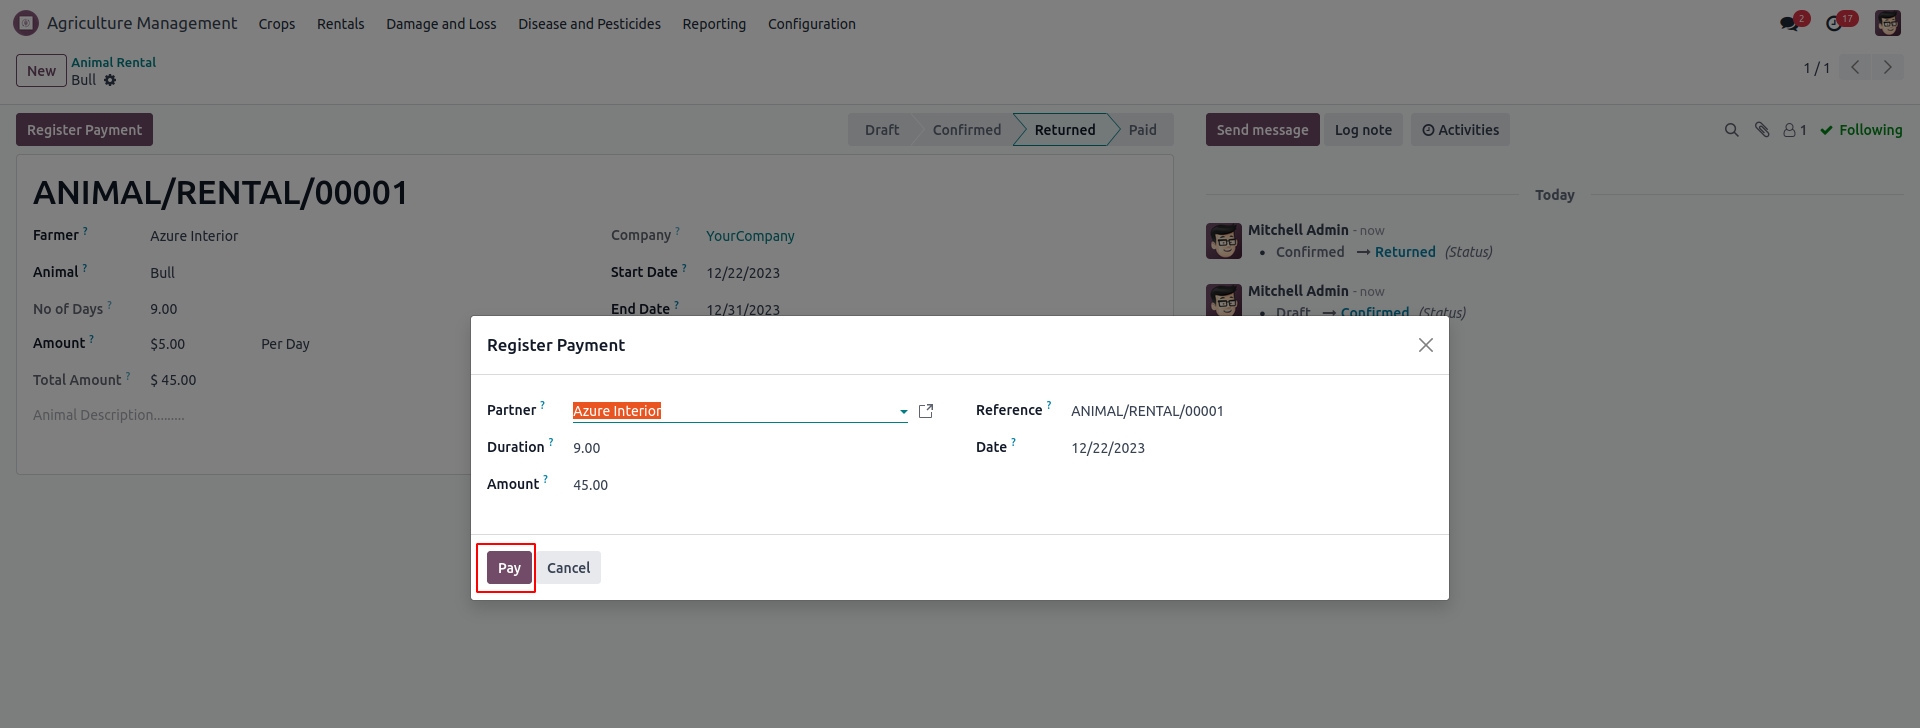 Agriculture Management Crops Rentals Damage and Loss Disease and Pesticides Reporting Configuration 2 17
New Animal Rental 1 / 1
Bull
Register Payment Draft Confirmed Returned Paid Send message Log note Activities 1 Following
ANIMAL/RENTAL/00001 Today
Farmer ? Azure Interior Company ? YourCompany Mitchell Admin - now
Animal ? Bull Start Date ? 12/22/2023 • Confirmed → Returned (Status)
No of Days ? 9.00 End Date ? 12/31/2023 Mitchell Admin - now
• Draft → Confirmed (Status)
Amount ? $5.00 Per Day
Total Amount ? $ 45.00
Animal Description.........
Register Payment
Partner ? Azure Interior Reference ? ANIMAL/RENTAL/00001
Duration ? 9.00 Date ? 12/22/2023
Amount ? 45.00
Pay Cancel